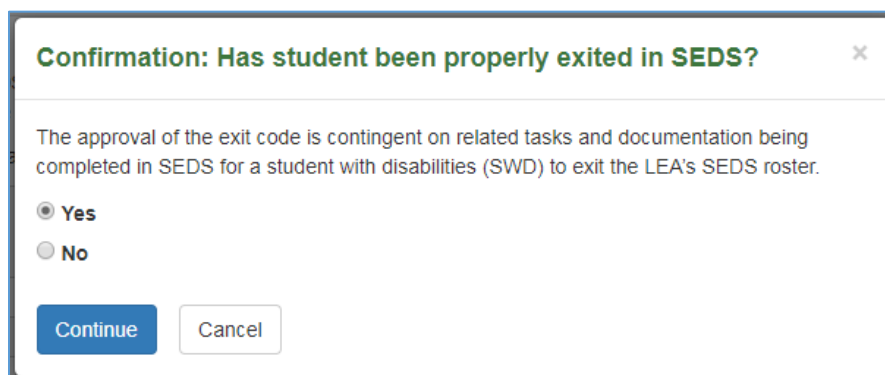 Confirmation: Has student been properly exited in SEDS?
×
The approval of the exit code is contingent on related tasks and documentation being
completed in SEDS for a student with disabilities (SWD) to exit the LEA's SEDS roster.
Yes
No
Continue Cancel